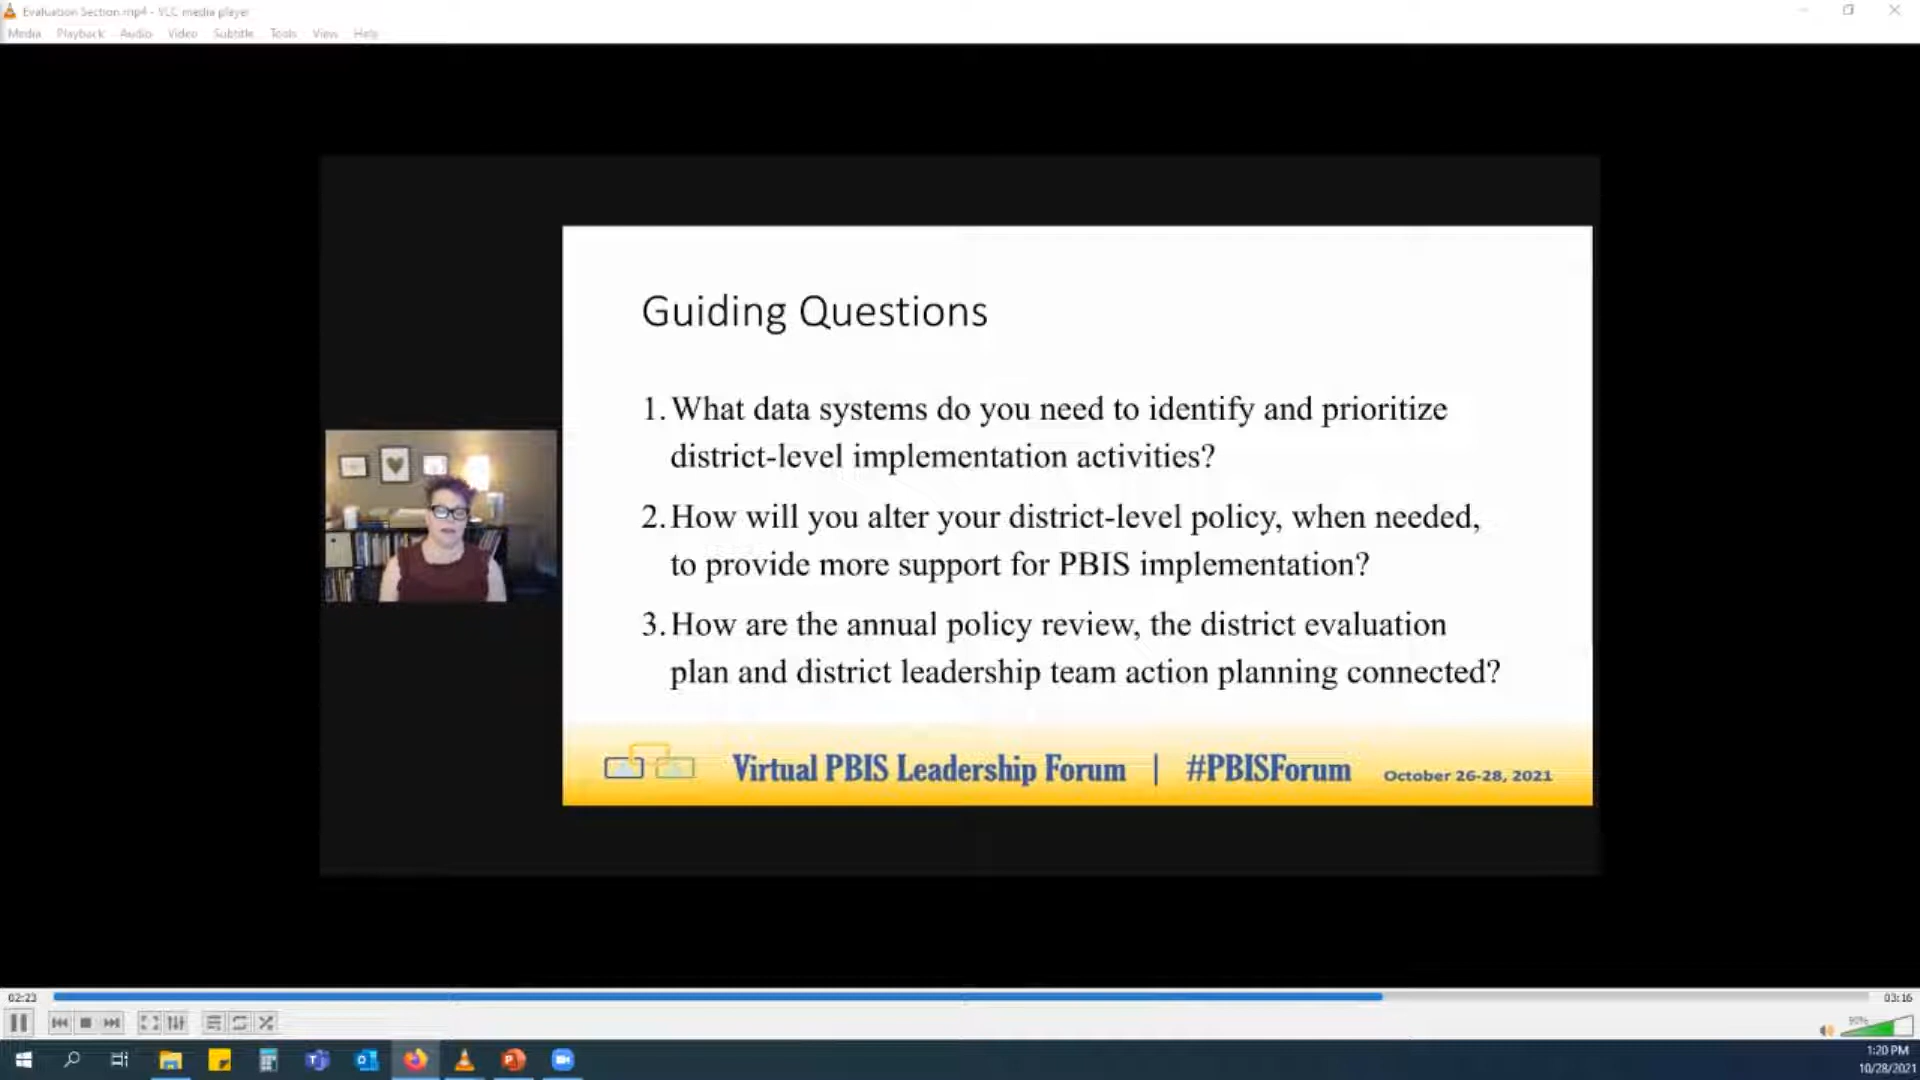 Evaluation Section.mp4 - VLC media player
Media Playback Audio Video Subtitle Tools View Help
Guiding Questions
1. What data systems do you need to identify and prioritize
district-level implementation activities?
2. How will you alter your district-level policy, when needed,
to provide more support for PBIS implementation?
3. How are the annual policy review, the district evaluation
plan and district leadership team action planning connected?
Virtual PBIS Leadership Forum | #PBISForum October 26-28, 2021
02:23 03:16
90%
1:20 PM
10/28/2021